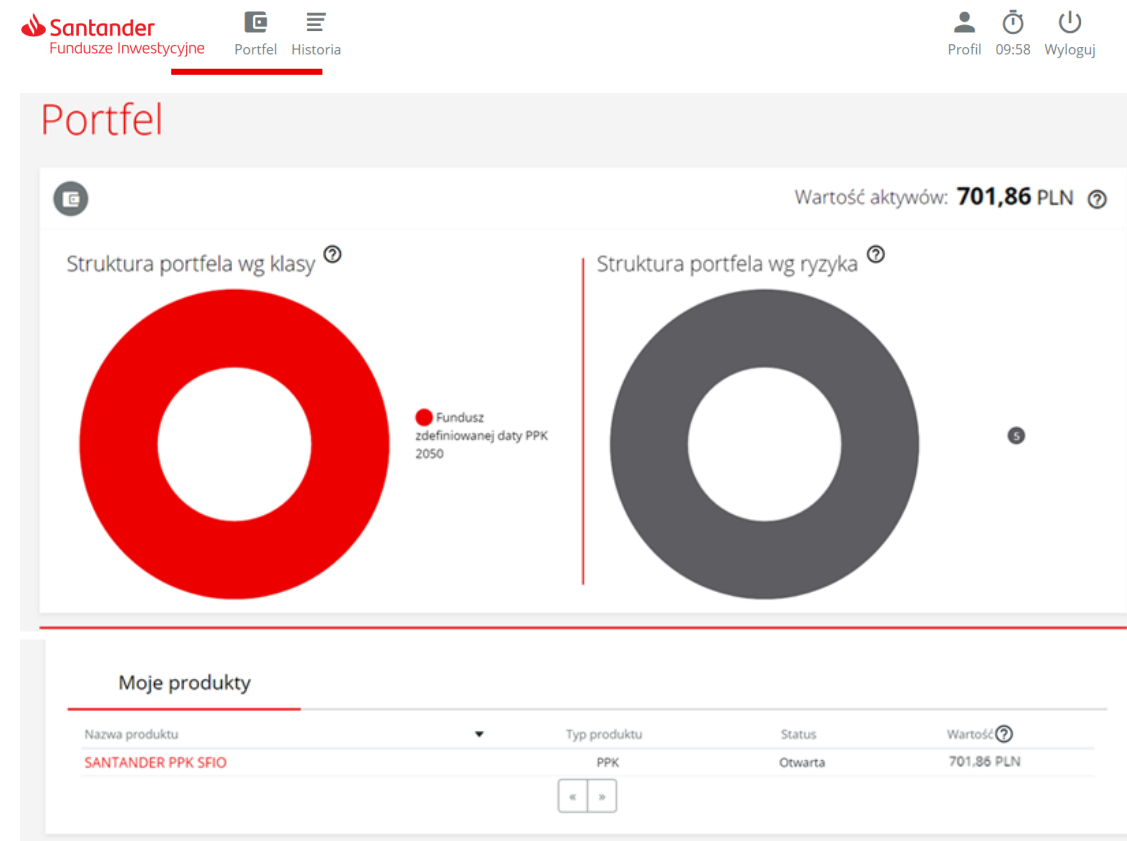 Santander
Fundusze Inwestycyjne
Portfel
Historia
Profil
09:58
Wyloguj
Portfel
Wartość aktywów: 701,86 PLN ?
Struktura portfela wg klasy ?
Struktura portfela wg ryzyka ?
Fundusz
zdefiniowanej daty PPK
2050
5
Moje produkty
Nazwa produktu
Typ produktu
Status
Wartość ?
SANTANDER PPK SFIO
PPK
Otwarta
701,86 PLN
« »